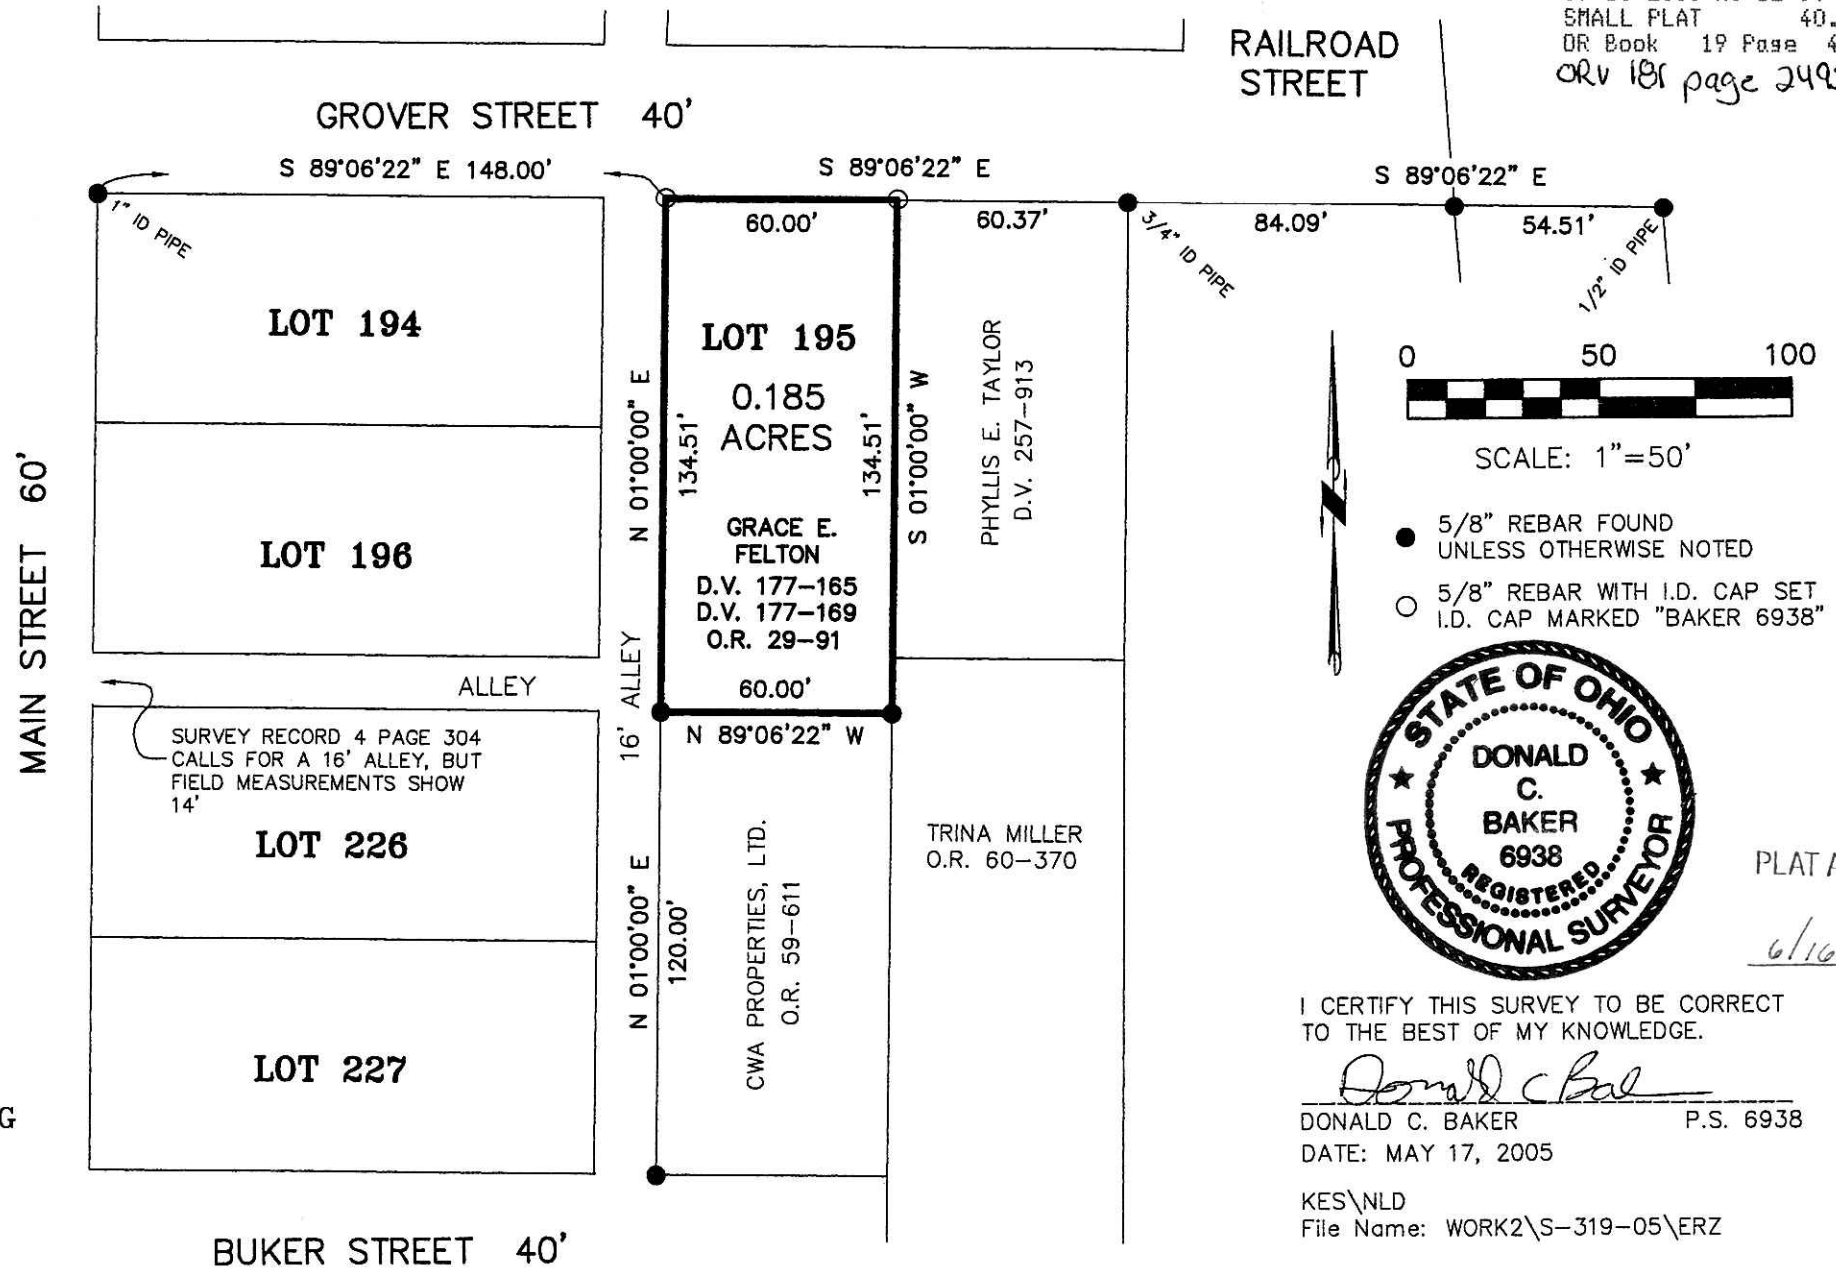 SMALL PLAT 40.
OR Book 19 Page
ORV 181 page 249
RAILROAD
STREET
GROVER STREET 40'
S 89°06'22" E 148.00'
S 89°06'22" E
S 89°06'22" E
1" ID PIPE
60.00'
60.37'
3/4" ID PIPE
84.09'
54.51'
1/2" ID PIPE
LOT 194
LOT 195
0.185
ACRES
N 01°00'00" E
134.51'
134.51'
S 01°00'00" W
PHYLLIS E. TAYLOR
D.V. 257-913
0 50 100
SCALE: 1"=50'
MAIN STREET 60'
LOT 196
GRACE E.
FELTON
D.V. 177-165
D.V. 177-169
O.R. 29-91
5/8" REBAR FOUND
UNLESS OTHERWISE NOTED
5/8" REBAR WITH I.D. CAP SET
I.D. CAP MARKED "BAKER 6938"
ALLEY
16' ALLEY
60.00'
N 89°06'22" W
SURVEY RECORD 4 PAGE 304
CALLS FOR A 16' ALLEY, BUT
FIELD MEASUREMENTS SHOW
14'
LOT 226
N 01°00'00" E
120.00'
CWA PROPERTIES, LTD.
O.R. 59-611
TRINA MILLER
O.R. 60-370
STATE OF OHIO
DONALD
C.
BAKER
6938
REGISTERED
PROFESSIONAL SURVEYOR
PLAT A
6/16
LOT 227
G
I CERTIFY THIS SURVEY TO BE CORRECT
TO THE BEST OF MY KNOWLEDGE.
Donald C Bak
DONALD C. BAKER P.S. 6938
DATE: MAY 17, 2005
KES\NLD
File Name: WORK2\S-319-05\ERZ
BUKER STREET 40'